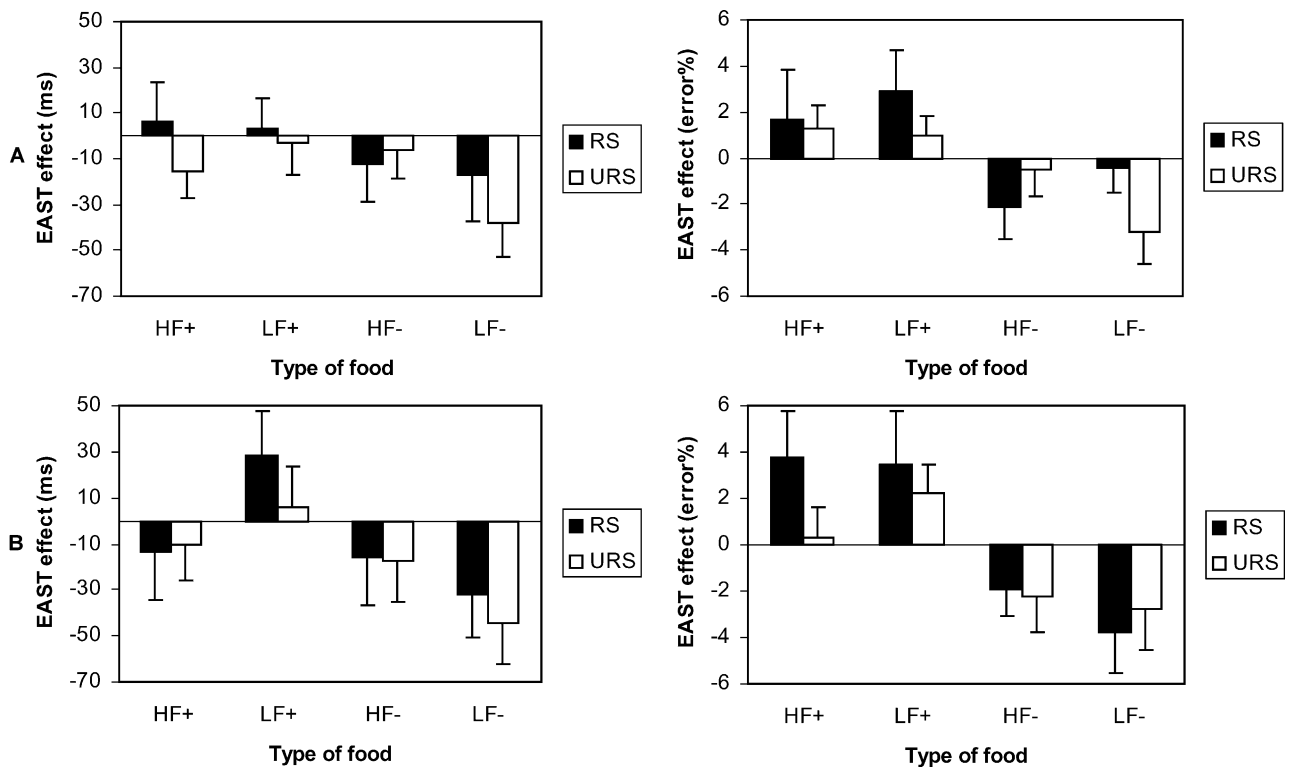 A
EAST effect (ms)
50
30
10
-10
-30
-50
-70
HF+ LF+ HF- LF-
Type of food
RS
URS
EAST effect (error%)
6
4
2
0
-2
-4
-6
HF+ LF+ HF- LF-
Type of food
RS
URS
B
EAST effect (ms)
50
30
10
-10
-30
-50
-70
HF+ LF+ HF- LF-
Type of food
RS
URS
EAST effect (error%)
6
4
2
0
-2
-4
-6
HF+ LF+ HF- LF-
Type of food
RS
URS